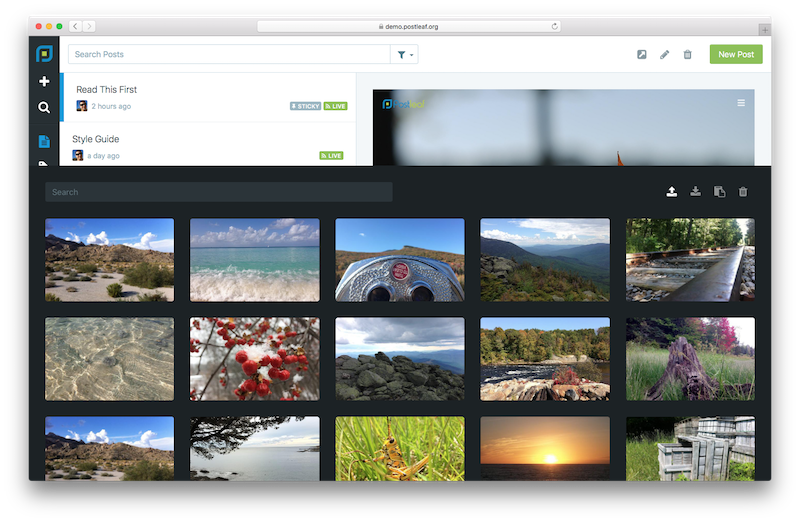 demo.postleaf.org
Search Posts
New Post
Read This First
2 hours ago
STICKY
LIVE
Postleaf
Style Guide
a day ago
LIVE
Search